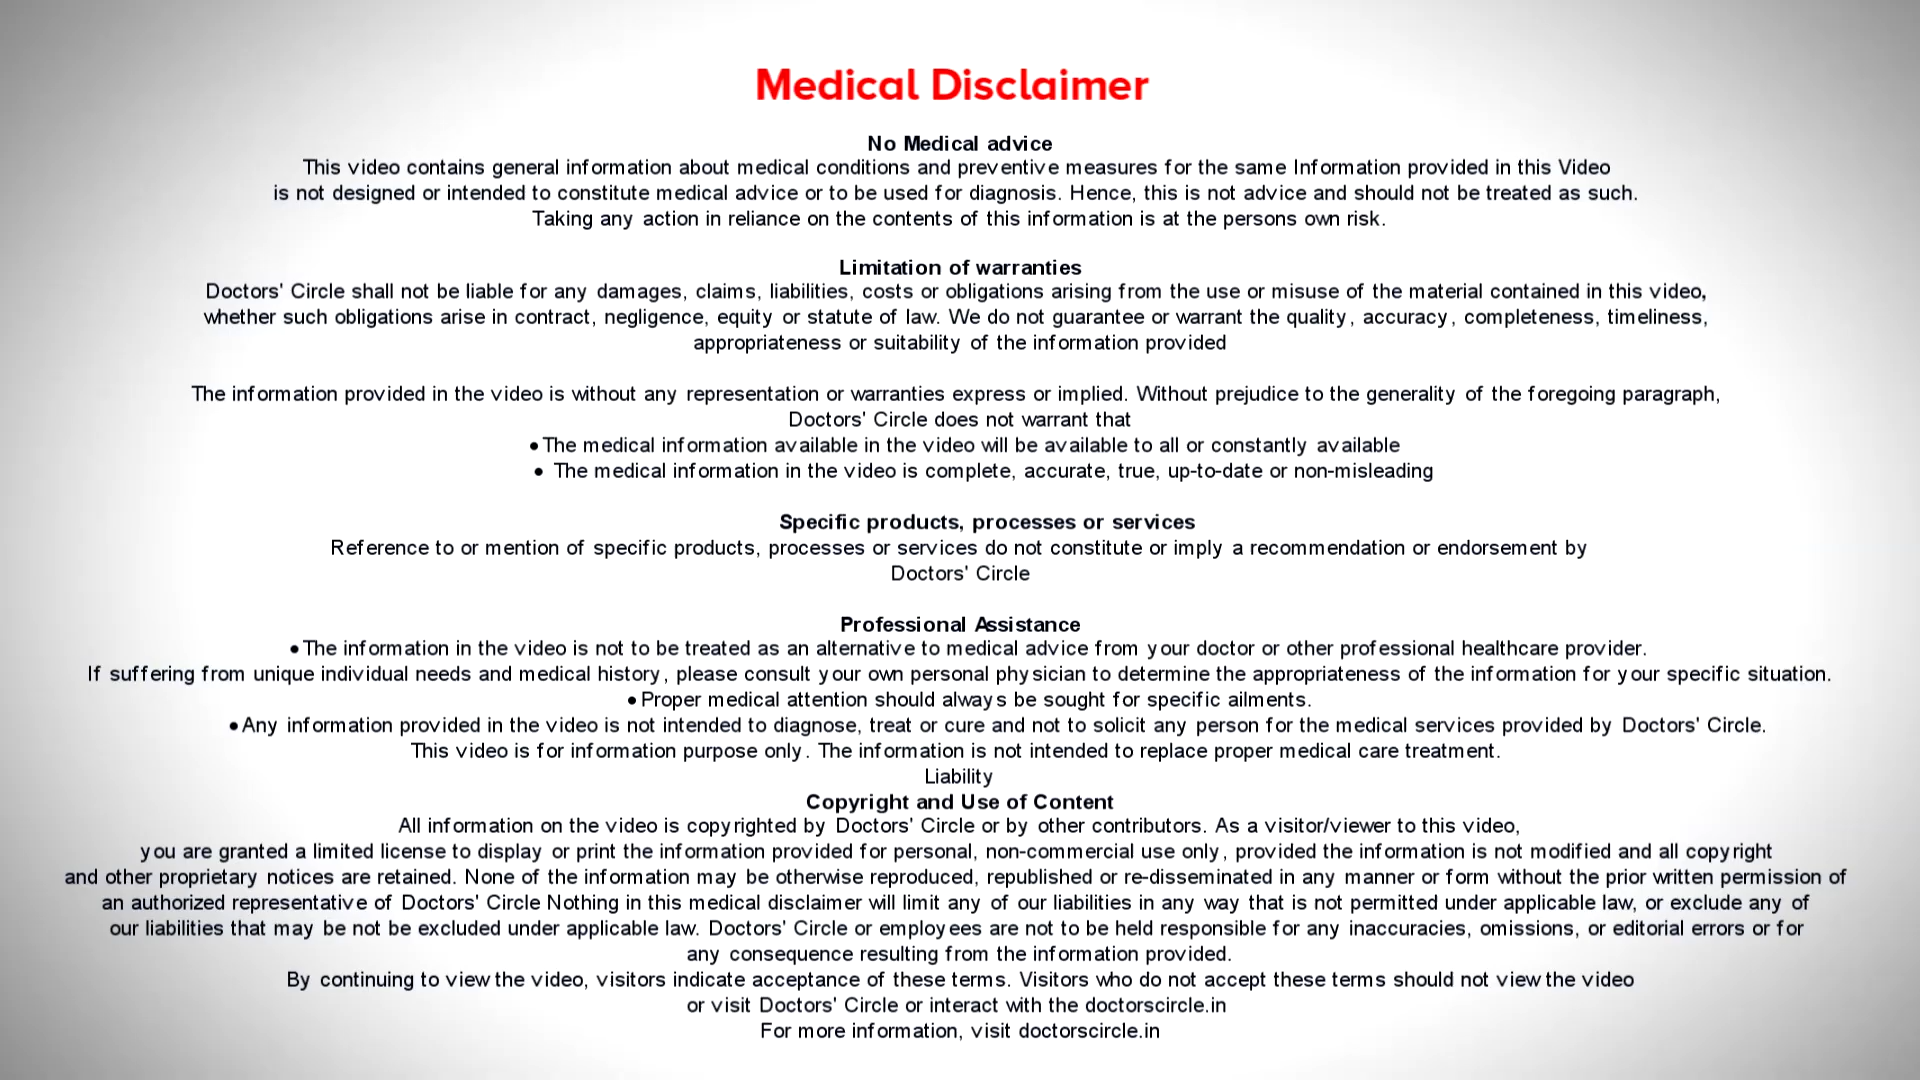 Medical Disclaimer
No Medical advice
This video contains general information about medical conditions and preventive measures for the same Information provided in this Video
is not designed or intended to constitute medical advice or to be used for diagnosis. Hence, this is not advice and should not be treated as such.
Taking any action in reliance on the contents of this information is at the persons own risk.
Limitation of warranties
Doctors' Circle shall not be liable for any damages, claims, liabilities, costs or obligations arising from the use or misuse of the material contained in this video,
whether such obligations arise in contract, negligence, equity or statute of law. We do not guarantee or warrant the quality, accuracy, completeness, timeliness,
appropriateness or suitability of the information provided
The information provided in the video is without any representation or warranties express or implied. Without prejudice to the generality of the foregoing paragraph,
Doctors' Circle does not warrant that
• The medical information available in the video will be available to all or constantly available
• The medical information in the video is complete, accurate, true, up-to-date or non-misleading
Specific products, processes or services
Reference to or mention of specific products, processes or services do not constitute or imply a recommendation or endorsement by
Doctors' Circle
Professional Assistance
• The information in the video is not to be treated as an alternative to medical advice from your doctor or other professional healthcare provider.
If suffering from unique individual needs and medical history, please consult your own personal physician to determine the appropriateness of the information for your specific situation.
• Proper medical attention should always be sought for specific ailments.
• Any information provided in the video is not intended to diagnose, treat or cure and not to solicit any person for the medical services provided by Doctors' Circle.
This video is for information purpose only. The information is not intended to replace proper medical care treatment.
Liability
Copyright and Use of Content
All information on the video is copyrighted by Doctors' Circle or by other contributors. As a visitor/viewer to this video,
you are granted a limited license to display or print the information provided for personal, non-commercial use only, provided the information is not modified and all copyright
and other proprietary notices are retained. None of the information may be otherwise reproduced, republished or re-disseminated in any manner or form without the prior written permission of
an authorized representative of Doctors' Circle Nothing in this medical disclaimer will limit any of our liabilities in any way that is not permitted under applicable law, or exclude any of
our liabilities that may be not be excluded under applicable law. Doctors' Circle or employees are not to be held responsible for any inaccuracies, omissions, or editorial errors or for
any consequence resulting from the information provided.
By continuing to view the video, visitors indicate acceptance of these terms. Visitors who do not accept these terms should not view the video
or visit Doctors' Circle or interact with the doctorscircle.in
For more information, visit doctorscircle.in